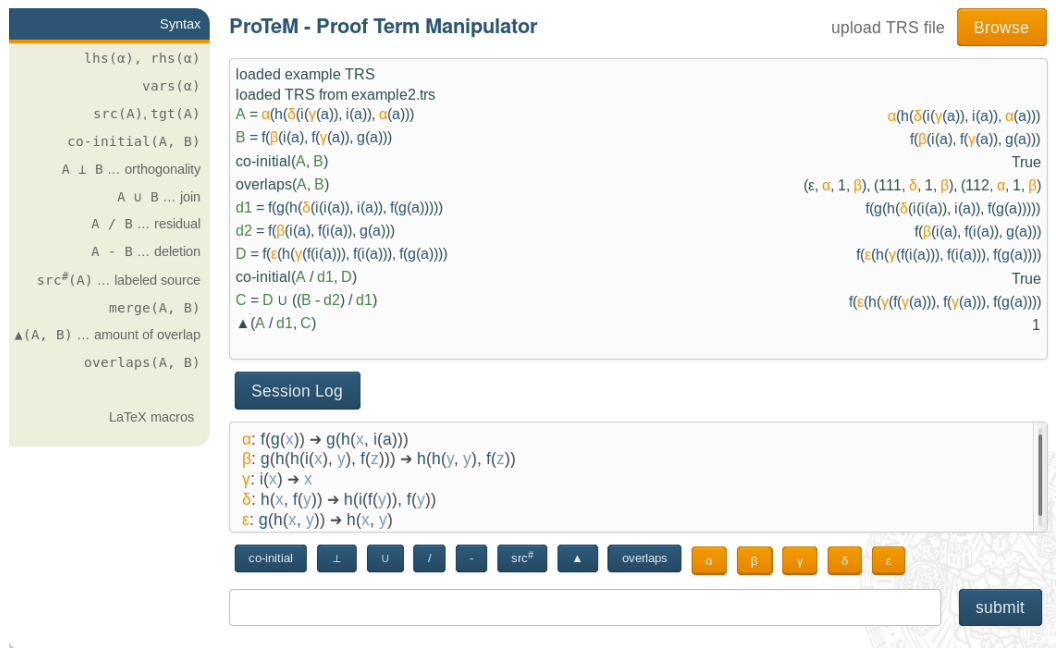 Syntax
lhs(α), rhs(α)
vars(α)
src(A), tgt(A)
co-initial(A, B)
A ⊥ B ... orthogonality
A ∪ B ... join
A / B ... residual
A - B ... deletion
src#(A) ... labeled source
merge(A, B)
▲(A, B) ... amount of overlap
overlaps(A, B)
LaTeX macros
ProTeM - Proof Term Manipulator
upload TRS file Browse
loaded example TRS
loaded TRS from example2.trs
A = α(h(δ(i(γ(a)), i(a)), α(a))) α(h(δ(i(γ(a)), i(a)), α(a)))
B = f(β(i(a), f(γ(a)), g(a))) f(β(i(a), f(γ(a)), g(a)))
co-initial(A, B) True
overlaps(A, B) (ε, α, 1, β), (111, δ, 1, β), (112, α, 1, β)
d1 = f(g(h(δ(i(i(a)), i(a)), f(g(a))))) f(g(h(δ(i(i(a)), i(a)), f(g(a)))))
d2 = f(β(i(a), f(i(a)), g(a))) f(β(i(a), f(i(a)), g(a)))
D = f(ε(h(γ(f(i(a))), f(i(a))), f(g(a)))) f(ε(h(γ(f(i(a))), f(i(a))), f(g(a))))
co-initial(A / d1, D) True
C = D ∪ ((B - d2) / d1) f(ε(h(γ(f(γ(a))), f(γ(a))), f(g(a))))
▲(A / d1, C) 1
Session Log
α: f(g(x)) ➔ g(h(x, i(a)))
β: g(h(h(i(x), y), f(z))) ➔ h(h(y, y), f(z))
γ: i(x) ➔ x
δ: h(x, f(y)) ➔ h(i(f(y)), f(y))
ε: g(h(x, y)) ➔ h(x, y)
co-initial ⊥ ∪ / - src# ▲ overlaps α β γ δ ε
submit